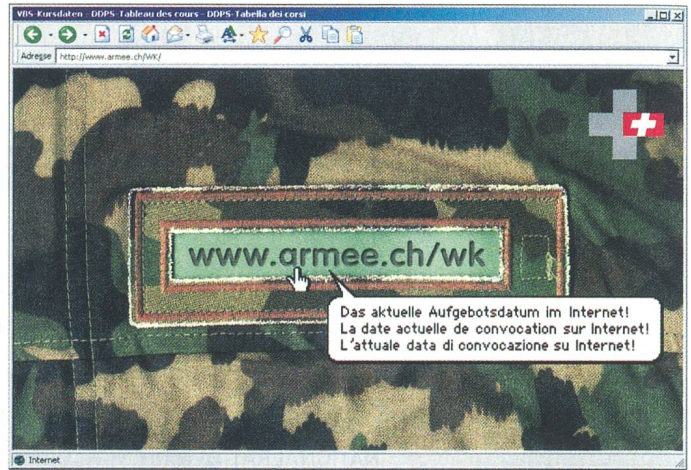 VBS-Kursdaten - DDPS-Tableau des cours - DDPS-Tabella dei corsi
Adresse http://www.armee.ch/WK/
www.armee.ch/wk
Das aktuelle Aufgebotsdatum im Internet!
La date actuelle de convocation sur Internet!
L'attuale data di convocazione su Internet!
Internet